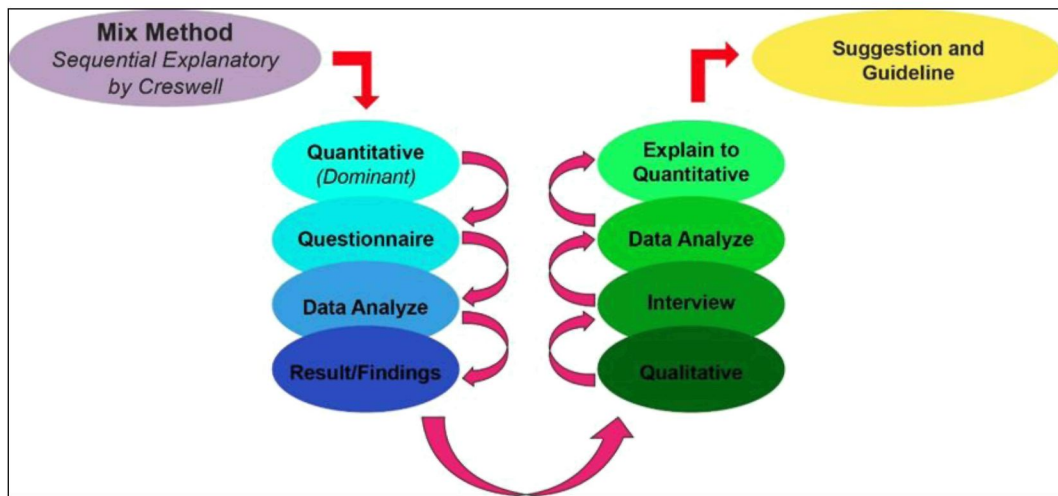 Mix Method
Sequential Explanatory
by Creswell
Quantitative
(Dominant)
Questionnaire
Data Analyze
Result/Findings
Qualitative
Interview
Data Analyze
Explain to
Quantitative
Suggestion and
Guideline